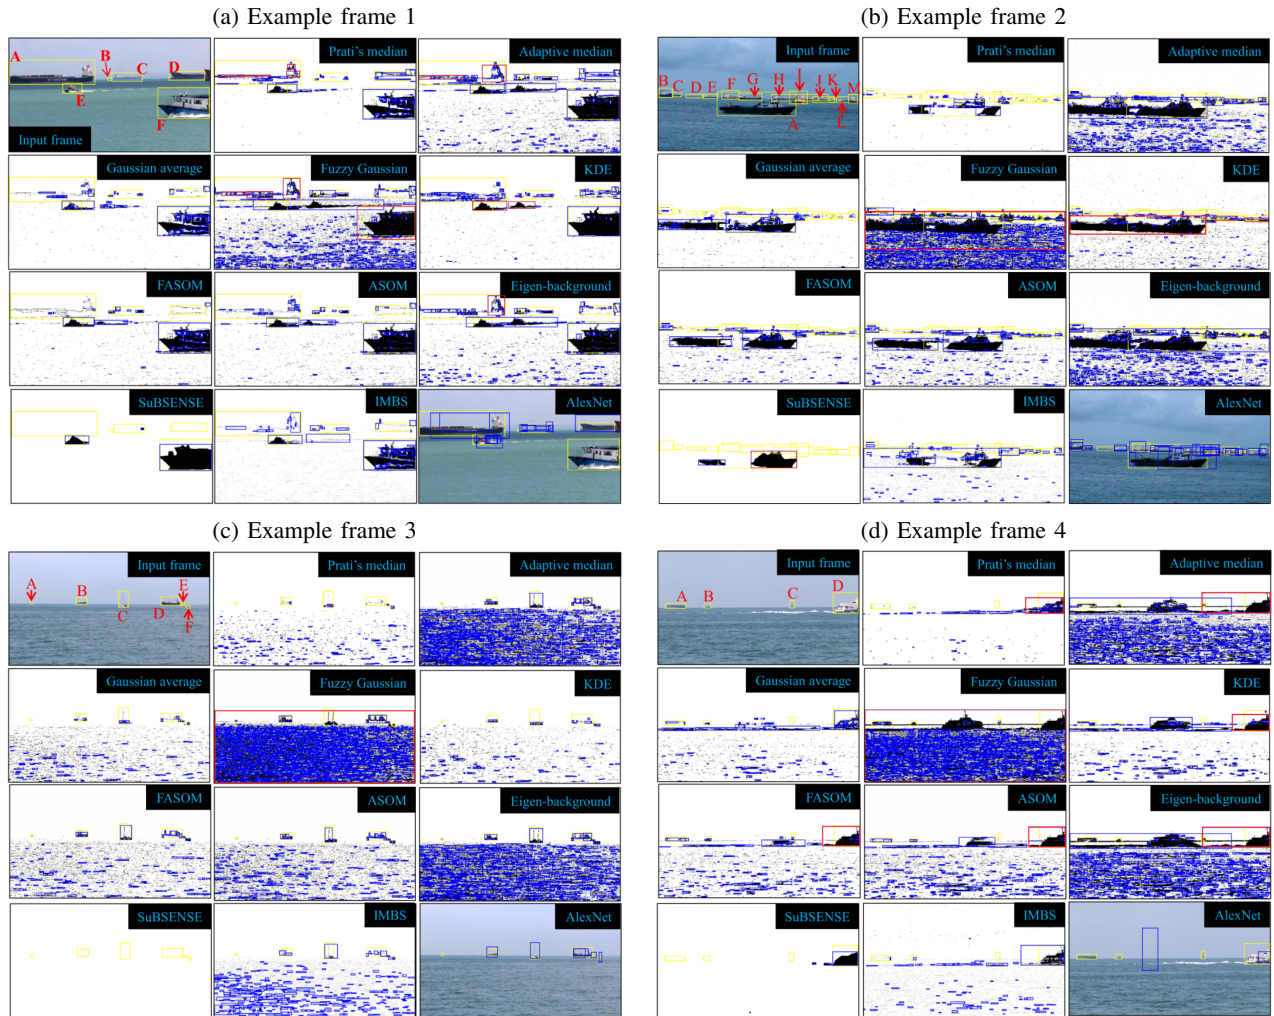 (a) Example frame 1
A
B
C
D
E
F
Input frame
Prati's median
Adaptive median
Gaussian average
Fuzzy Gaussian
KDE
FASOM
ASOM
Eigen-background
SuBSENSE
IMBS
AlexNet
(b) Example frame 2
Input frame
B
C
D
E
F
G
H
I
J
K
M
A
L
Prati's median
Adaptive median
Gaussian average
Fuzzy Gaussian
KDE
FASOM
ASOM
Eigen-background
SuBSENSE
IMBS
AlexNet
(c) Example frame 3
Input frame
A
B
C
D
E
F
Prati's median
Adaptive median
Gaussian average
Fuzzy Gaussian
KDE
FASOM
ASOM
Eigen-background
SuBSENSE
IMBS
AlexNet
(d) Example frame 4
Input frame
A
B
C
D
Prati's median
Adaptive median
Gaussian average
Fuzzy Gaussian
KDE
FASOM
ASOM
Eigen-background
SuBSENSE
IMBS
AlexNet